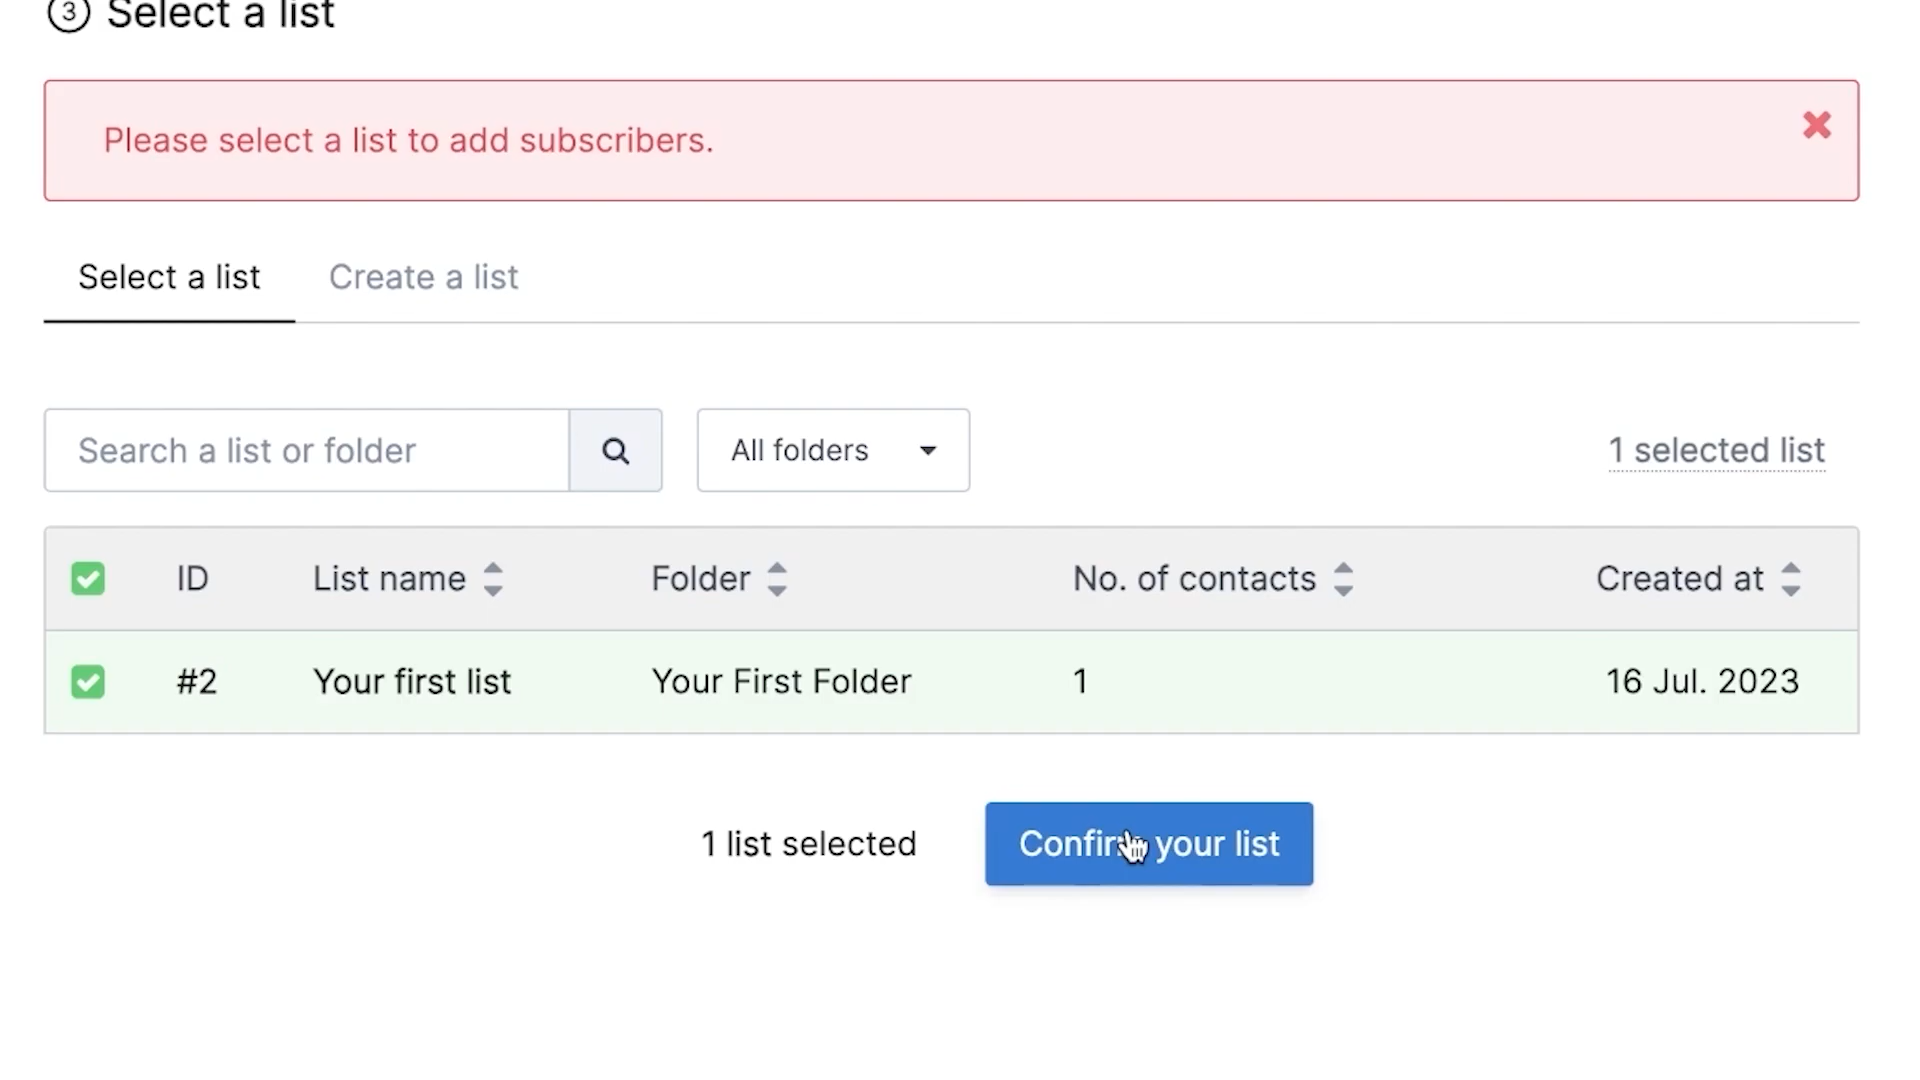 3 Select a list
Please select a list to add subscribers.
Select a list Create a list
Search a list or folder All folders 1 selected list
ID List name Folder No. of contacts Created at
#2 Your first list Your First Folder 1 16 Jul. 2023
1 list selected Confirm your list